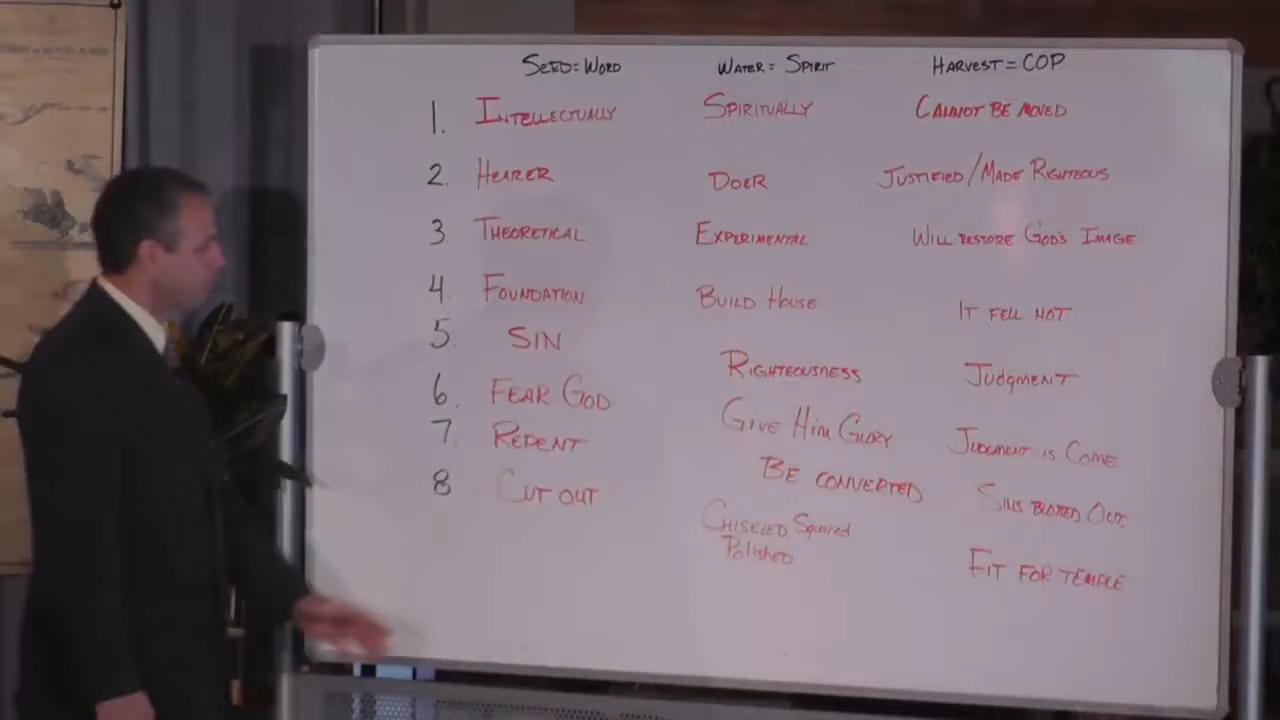 SEED=WORD WATER=SPIRIT HARVEST=COP
1. INTELLECTUALLY SPIRITUALLY CANNOT BE MOVED
2. HEARER DOER JUSTIFIED/MADE RIGHTEOUS
3. THEORETICAL EXPERIMENTAL WILL RESTORE GOD'S IMAGE
4. FOUNDATION BUILD HOUSE IT FELL NOT
5. SIN RIGHTEOUSNESS JUDGMENT
6. FEAR GOD GIVE HIM GLORY JUDGMENT IS COME
7. REPENT BE CONVERTED SINS BLOTED OUT
8 CUT OUT CHISELED Squared FIT FOR TEMPLE
Polished